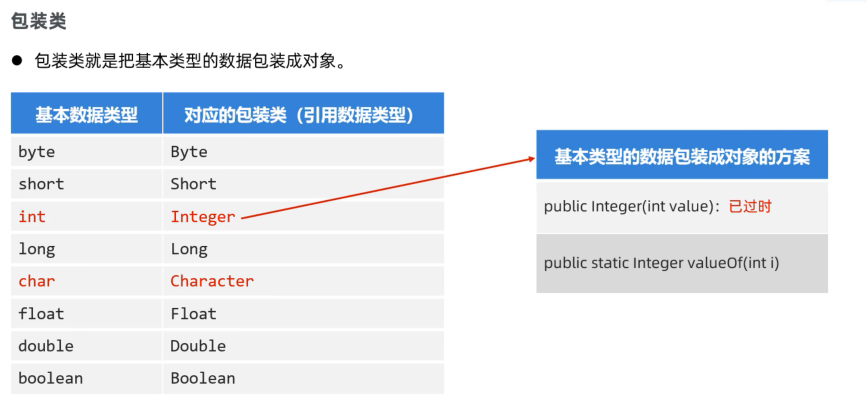 包装类
● 包装类就是把基本类型的数据包装成对象。
基本数据类型 对应的包装类（引用数据类型）
byte Byte
short Short
int Integer
long Long
char Character
float Float
double Double
boolean Boolean
基本类型的数据包装成对象的方案
public Integer(int value)：已过时
public static Integer valueOf(int i)